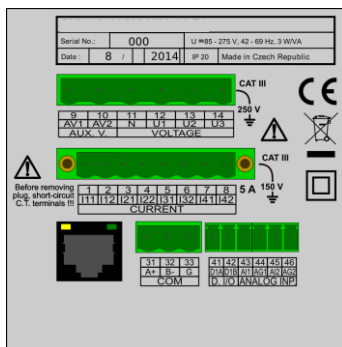 Serial No.: 000 U≂85 - 275 V, 42 - 69 Hz, 3 W/VA
Date : 8 / 2014 IP 20 Made in Czech Republic
CAT III
250 V
9 10 11 12 13 14
AV1 AV2 N U1 U2 U3
AUX. V. VOLTAGE
CAT III
150 V
5 A
Before removing
plug, short-circuit
C.T. terminals !!!
1 2 3 4 5 6 7 8
I11 I12 I21 I22 I31 I32 I41 I42
CURRENT
31 32 33
A+ B- G
COM
41 42 43 44 45 46
D1A D1B AI1 AG1 AI2 AG2
D. I/O ANALOG INP.
CE